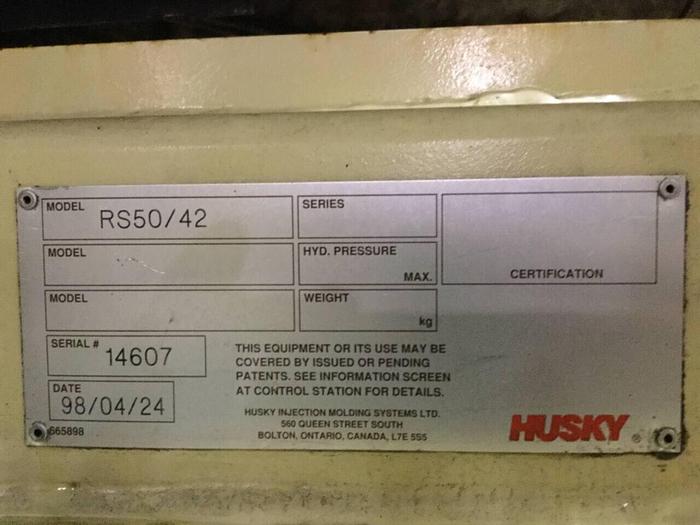 MODEL RS50/42
SERIES
MODEL
HYD. PRESSURE
MAX.
CERTIFICATION
MODEL
WEIGHT
kg
SERIAL # 14607
DATE
98/04/24
665898
THIS EQUIPMENT OR ITS USE MAY BE
COVERED BY ISSUED OR PENDING
PATENTS. SEE INFORMATION SCREEN
AT CONTROL STATION FOR DETAILS.
HUSKY INJECTION MOLDING SYSTEMS LTD.
560 QUEEN STREET SOUTH
BOLTON, ONTARIO, CANADA, L7E 5S5
HUSKY ®